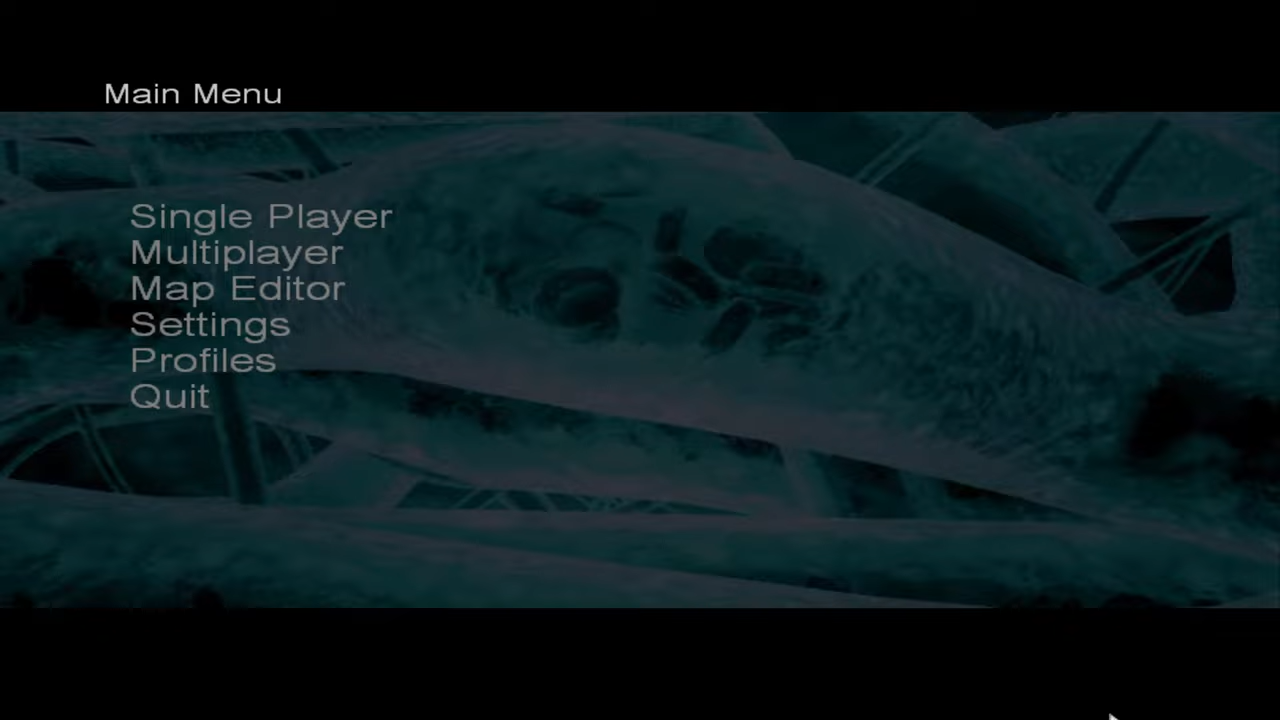 Main Menu
Single Player
Multiplayer
Map Editor
Settings
Profiles
Quit